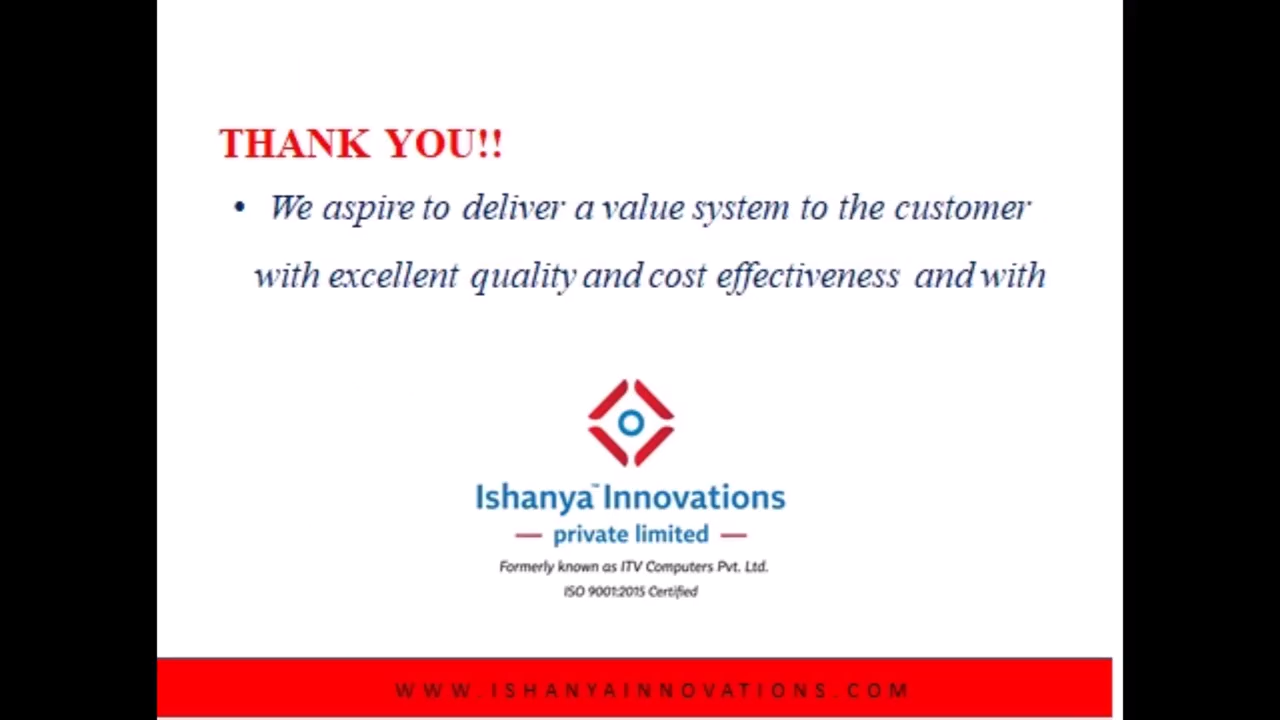 THANK YOU!!
• We aspire to deliver a value system to the customer
with excellent quality and cost effectiveness and with
Ishanya™ Innovations
private limited
Formerly known as ITV Computers Pvt. Ltd.
ISO 9001:2015 Certified
WWW.ISHANYAINNOVATIONS.COM